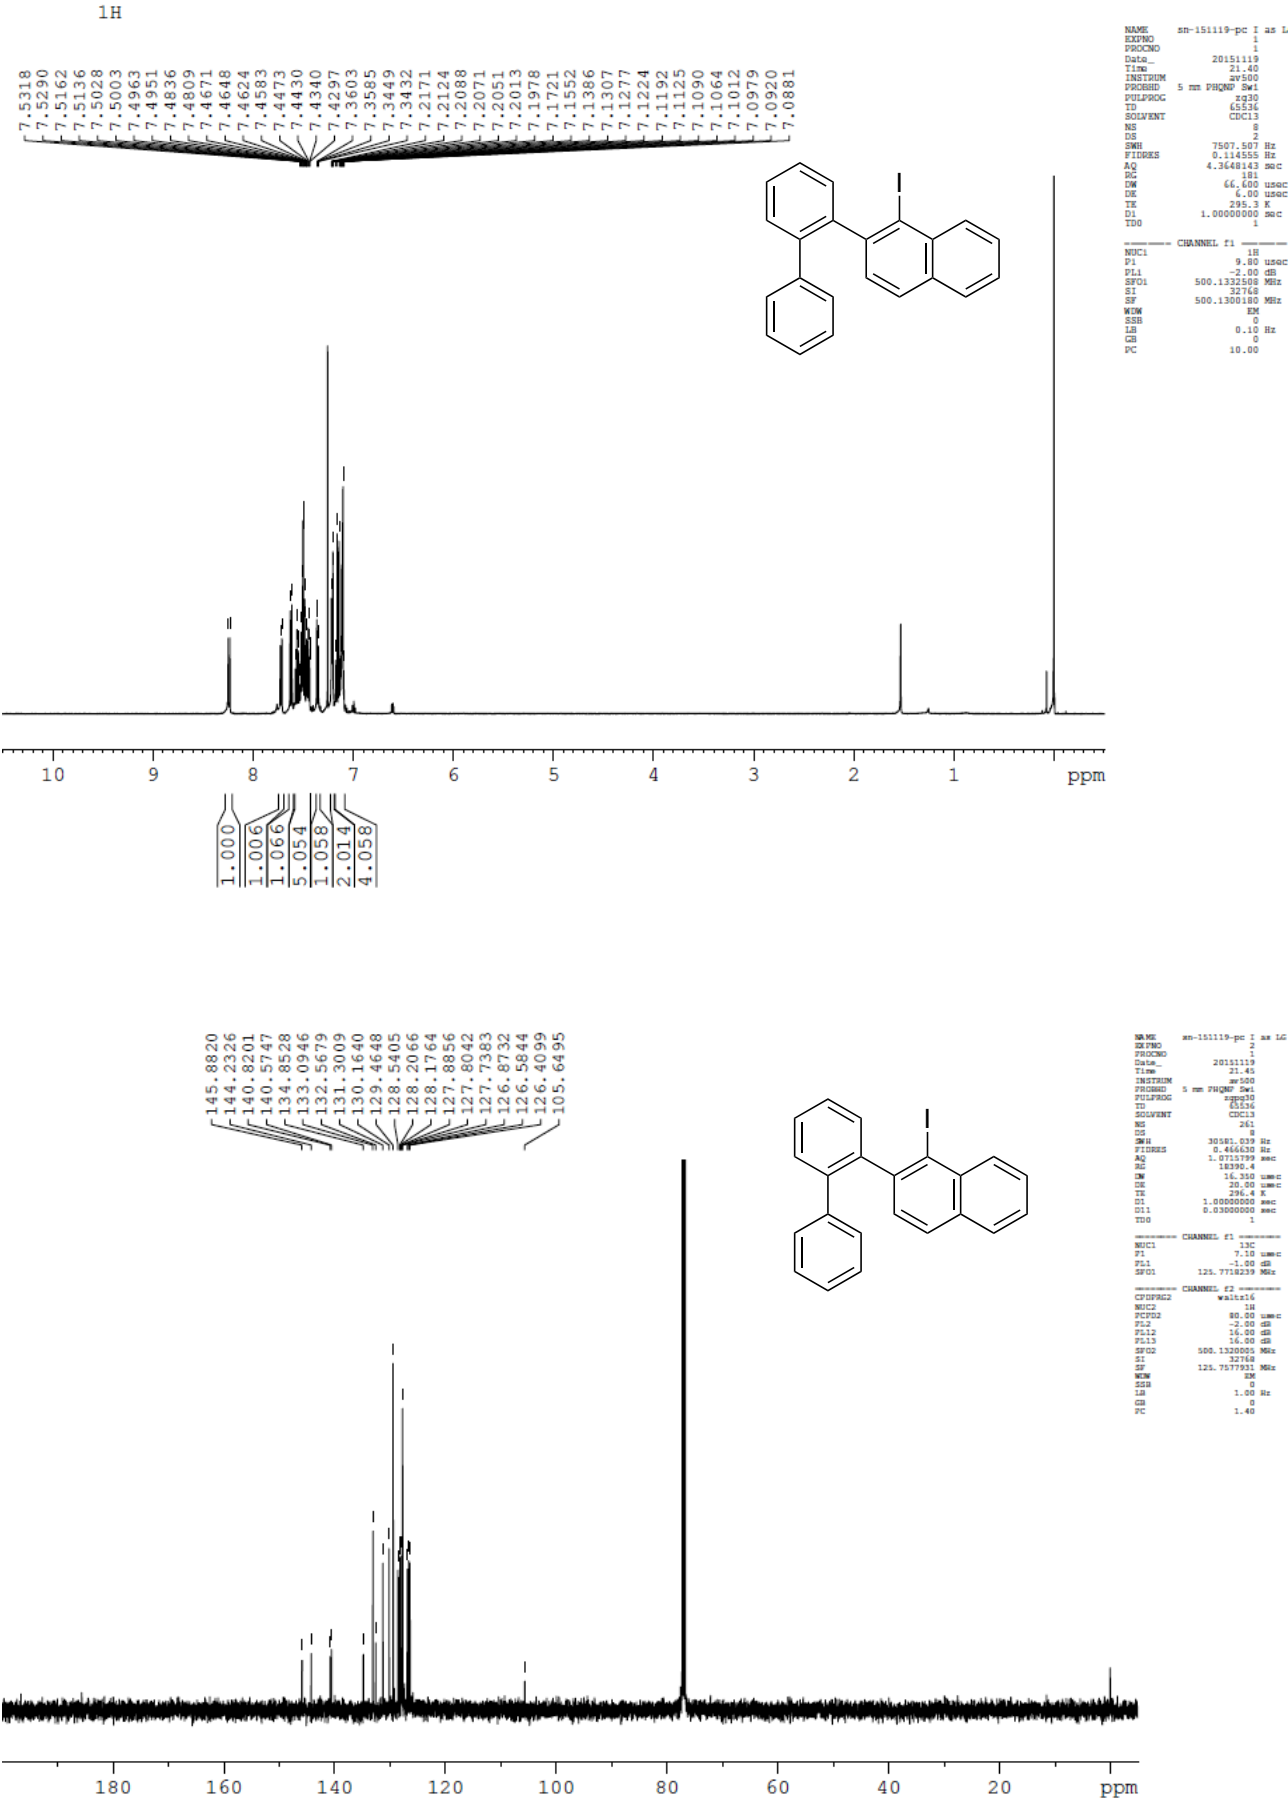 1H
7.5318
7.5290
7.5162
7.5136
7.5028
7.5003
7.4963
7.4951
7.4836
7.4809
7.4671
7.4648
7.4624
7.4583
7.4473
7.4430
7.4340
7.4297
7.3603
7.3585
7.3449
7.3432
7.2171
7.2124
7.2088
7.2071
7.2051
7.2013
7.1978
7.1721
7.1552
7.1386
7.1307
7.1277
7.1224
7.1192
7.1125
7.1090
7.1064
7.1012
7.0979
7.0920
7.0881
NAME sn-151119-pc I as
EXPNO 1
PROCNO 1
Date_ 20151119
Time 21.40
INSTRUM av500
PROBHD 5 mm PHQNP Swi
PULPROG zg30
TD 65536
SOLVENT CDCl3
NS 8
DS 2
SWH 7507.507 Hz
FIDRES 0.114555 Hz
AQ 4.3648143 sec
RG 181
DW 66.600 usec
DE 6.00 usec
TE 295.3 K
D1 1.00000000 sec
TD0 1
======== CHANNEL f1 ========
NUC1 1H
P1 9.80 usec
PL1 -2.00 dB
SFO1 500.1332508 MHz
SI 32768
SF 500.1300180 MHz
WDW EM
SSB 0
LB 0.10 Hz
GB 0
PC 10.00
I
10 9 8 7 6 5 4 3 2 1 ppm
1.000
1.006
1.066
5.054
1.058
2.014
4.058
145.8820
144.2326
140.8201
140.5747
134.8528
133.0946
132.5679
131.3009
130.1640
129.4648
128.5405
128.2066
128.1764
127.8856
127.8042
127.7383
126.8732
126.5844
126.4099
105.6495
NAME sn-151119-pc I as LG
EXPNO 2
PROCNO 1
Date_ 20151119
Time 21.45
INSTRUM av500
PROBHD 5 mm PHQNP Swi
PULPROG zgpg30
TD 65536
SOLVENT CDCl3
NS 261
DS 8
SWH 30581.039 Hz
FIDRES 0.466630 Hz
AQ 1.0715799 sec
RG 18390.4
DW 16.350 usec
DE 20.00 usec
TE 296.4 K
D1 1.00000000 sec
D11 0.03000000 sec
TD0 1
======== CHANNEL f1 ========
NUC1 13C
P1 7.10 usec
PL1 -1.00 dB
SFO1 125.7718239 MHz
======== CHANNEL f2 ========
CPDPRG2 waltz16
NUC2 1H
PCPD2 80.00 usec
PL2 -2.00 dB
PL12 16.00 dB
PL13 16.00 dB
SFO2 500.1320005 MHz
SI 32768
SF 125.7577931 MHz
WDW EM
SSB 0
LB 1.00 Hz
GB 0
PC 1.40
I
180 160 140 120 100 80 60 40 20 ppm